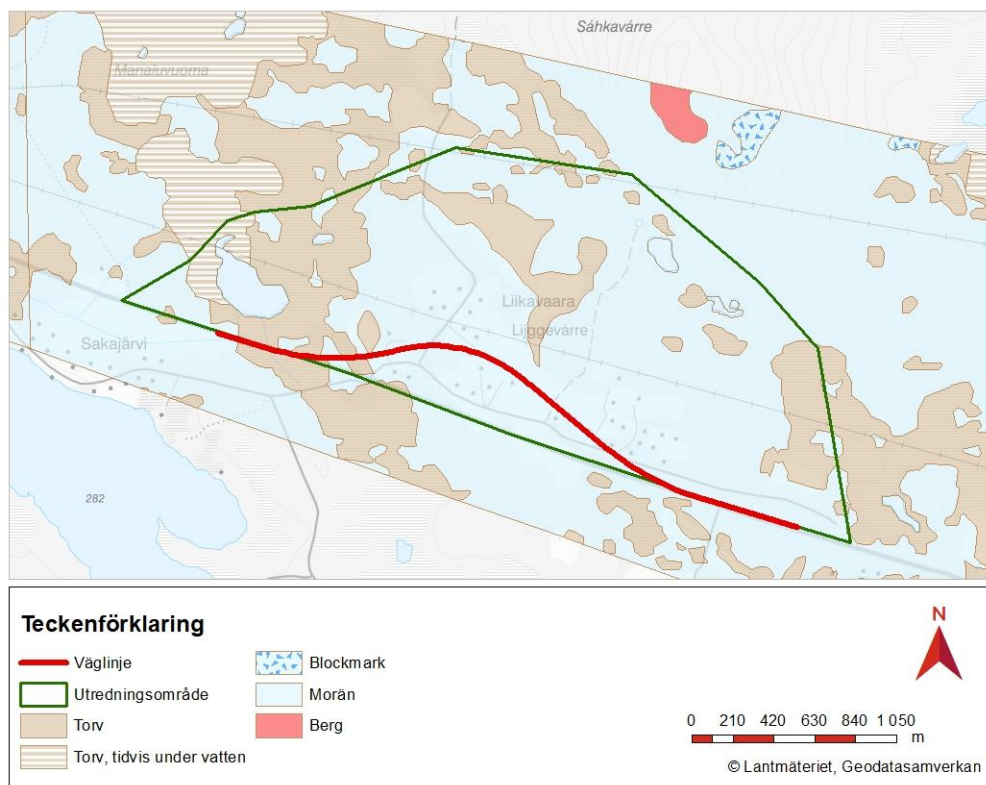 Sáhkavárre
Manaluvuoma
Liikavaara
Lijggevárre
Sakajärvi
282
Teckenförklaring
Väglinje
Utredningsområde
Torv
Torv, tidvis under vatten
Blockmark
Morän
Berg
N
0 210 420 630 840 1 050
m
© Lantmäteriet, Geodatasamverkan